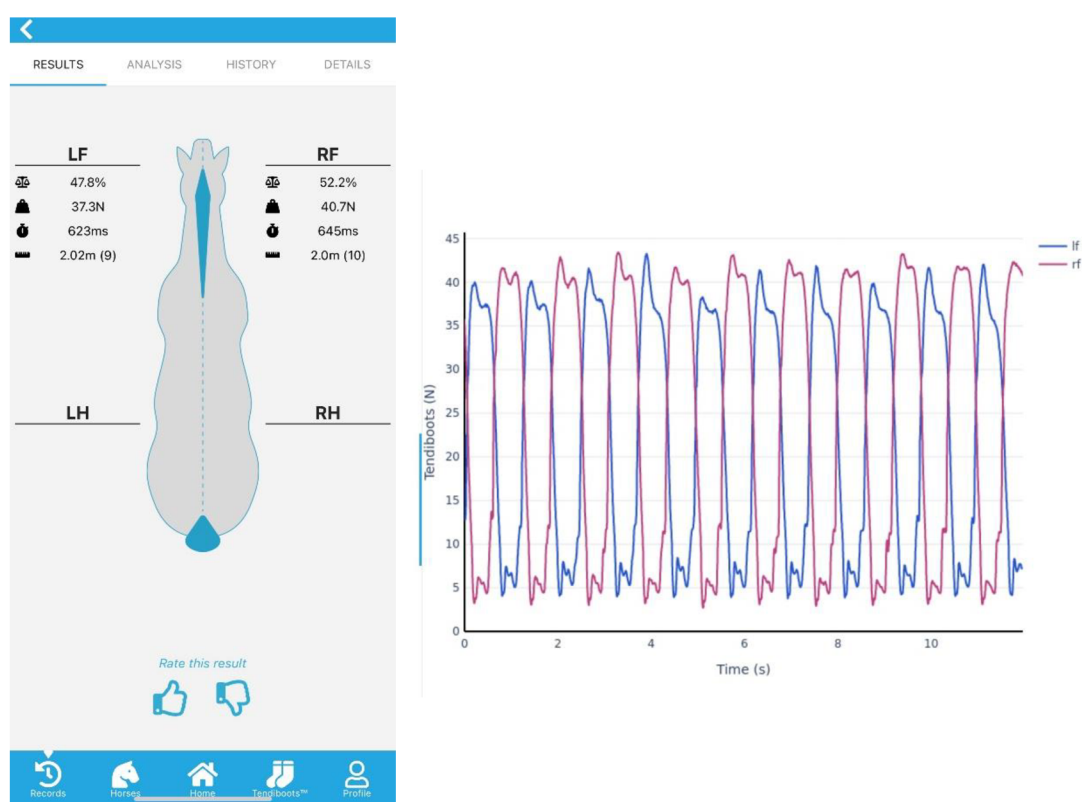 RESULTS ANALYSIS HISTORY DETAILS
LF RF
47.8% 52.2%
37.3N 40.7N
623ms 645ms
2.02m (9) 2.0m (10)
LH RH
Rate this result
Records Horses Home Tendiboots™ Profile
45
40
35
30
25
20
15
10
5
0
Tendiboots (N)
0 2 4 6 8 10
Time (s)
lf
rf